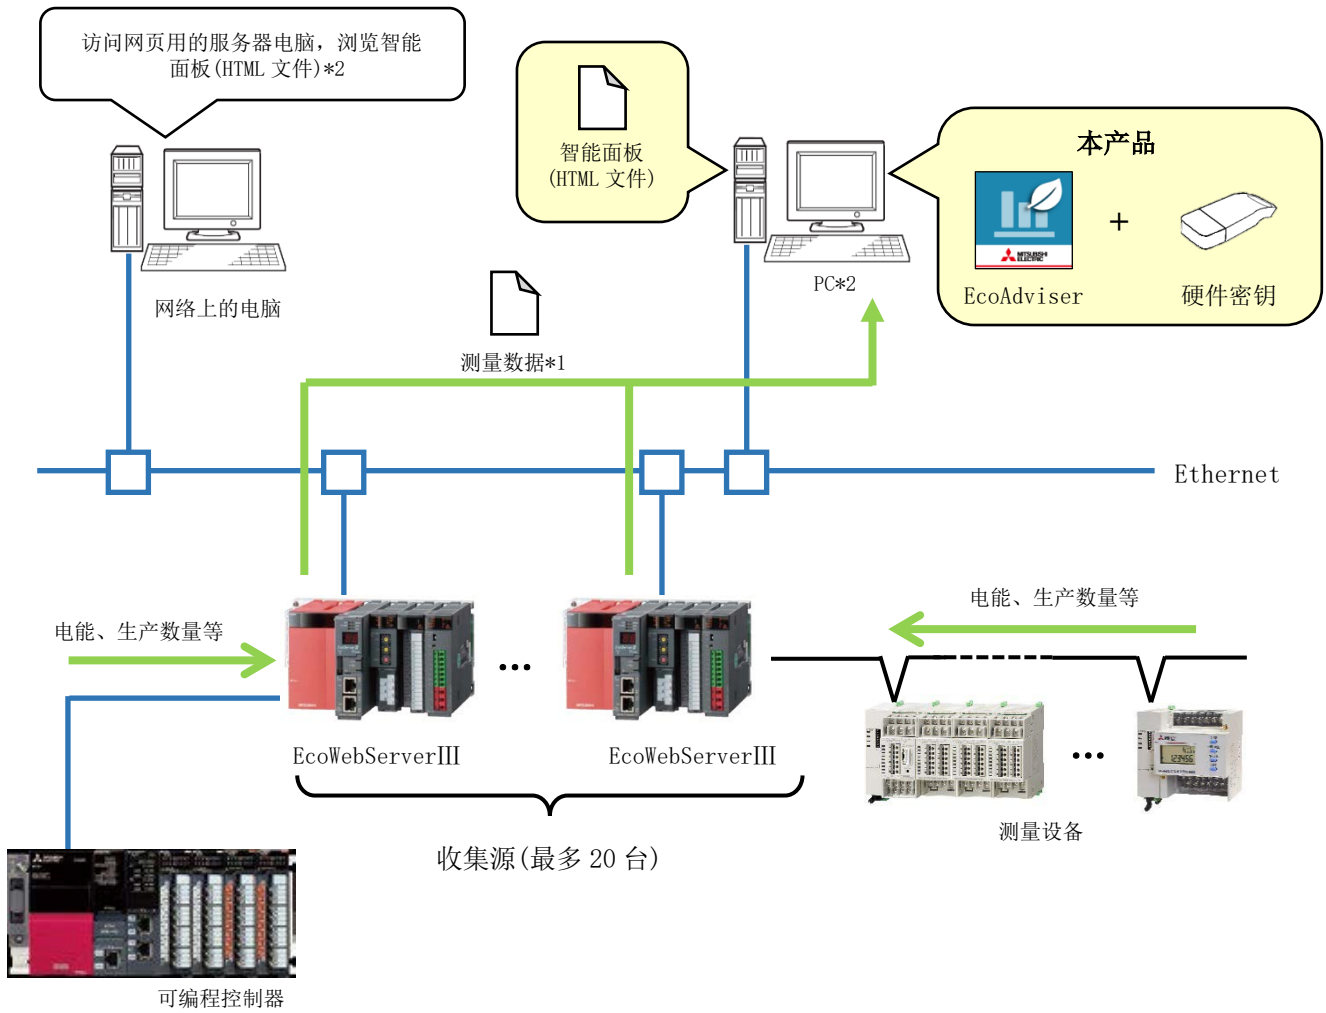 访问网页用的服务器电脑，浏览智能
面板(HTML 文件)*2
智能面板
(HTML 文件)
本产品
MITSUBISHI
ELECTRIC
+
EcoAdviser
硬件密钥
PC*2
网络上的电脑
测量数据*1
Ethernet
电能、生产数量等
电能、生产数量等
...
EcoWebServerIII
EcoWebServerIII
...
测量设备
收集源(最多 20 台)
可编程控制器